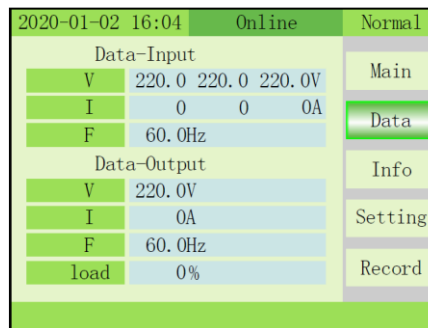 2020-01-02 16:04 Online Normal
Data-Input
V 220.0 220.0 220.0V
I 0 0 0A
F 60.0Hz
Data-Output
V 220.0V
I 0A
F 60.0Hz
load 0%
Main
Data
Info
Setting
Record